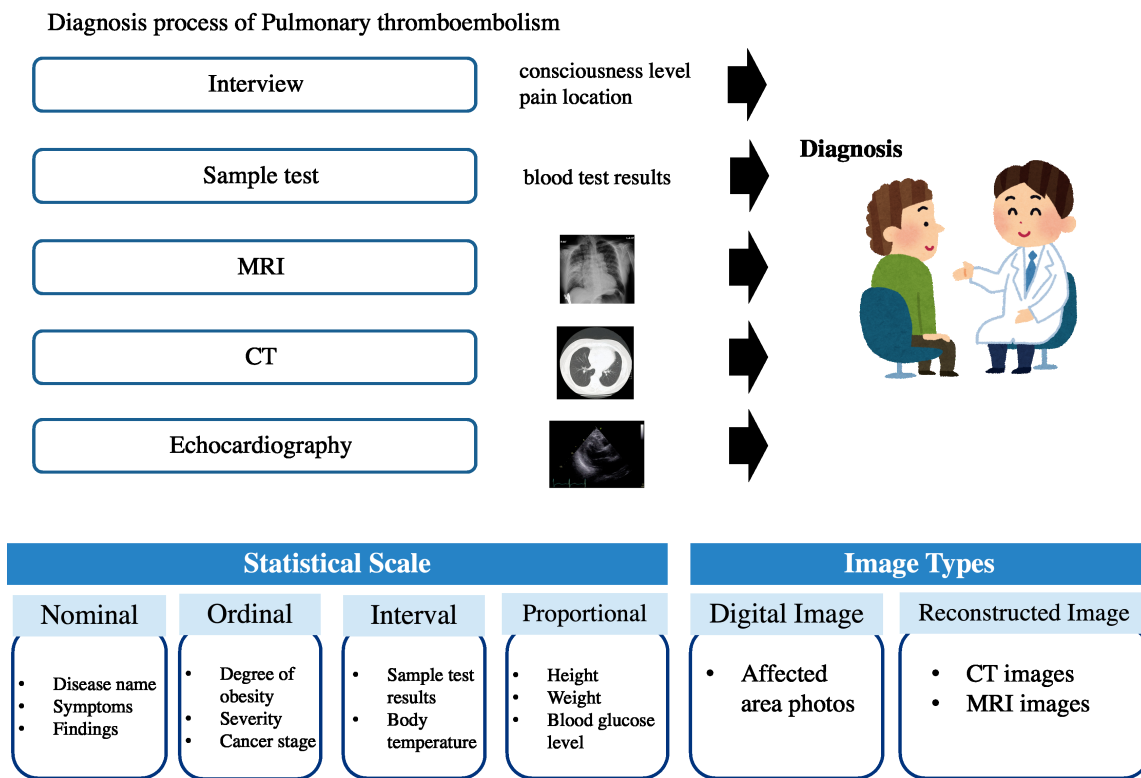 Diagnosis process of Pulmonary thromboembolism
Interview
consciousness level
pain location
Sample test
blood test results
MRI
CT
Echocardiography
Diagnosis
Statistical Scale
Image Types
Nominal
Ordinal
Interval
Proportional
Digital Image
Reconstructed Image
• Disease name
• Symptoms
• Findings
• Degree of
obesity
• Severity
• Cancer stage
• Sample test
results
• Body
temperature
• Height
• Weight
• Blood glucose
level
• Affected
area photos
• CT images
• MRI images